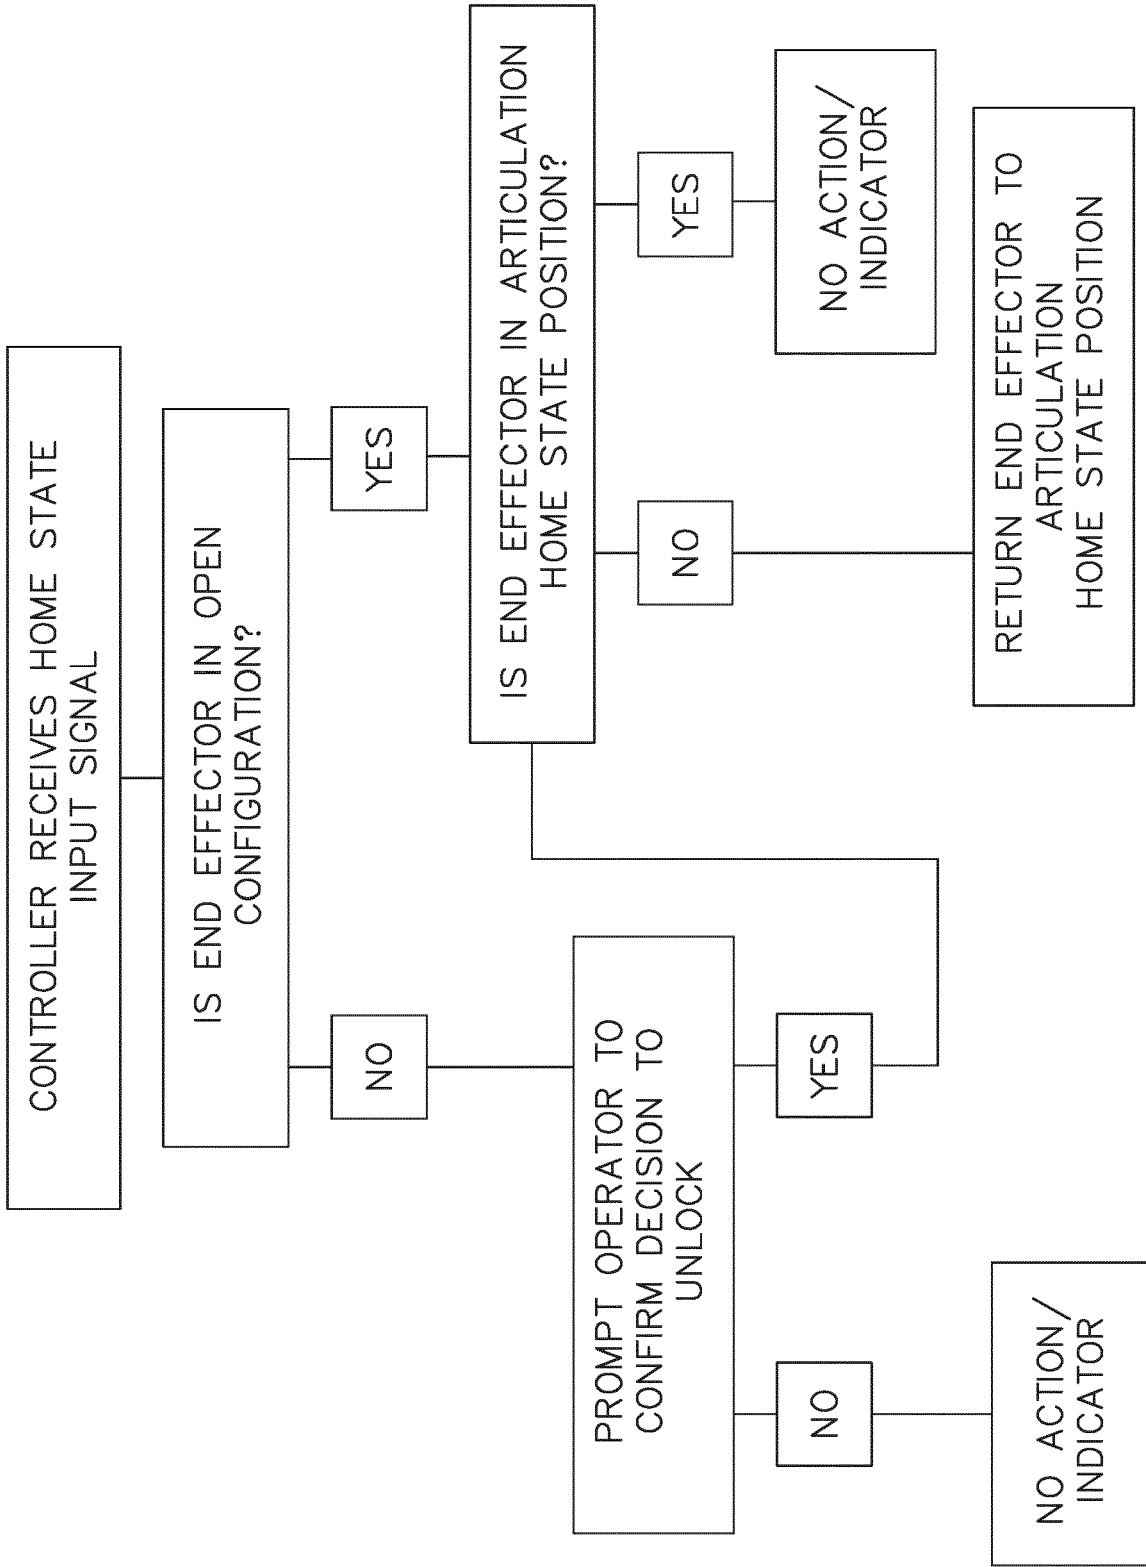 CONTROLLER RECEIVES HOME STATE
INPUT SIGNAL
IS END EFFECTOR IN OPEN
CONFIGURATION?
NO
YES
PROMPT OPERATOR TO
CONFIRM DECISION TO
UNLOCK
IS END EFFECTOR IN ARTICULATION
HOME STATE POSITION?
NO
YES
NO
YES
NO ACTION/
INDICATOR
NO ACTION/
INDICATOR
RETURN END EFFECTOR TO
ARTICULATION
HOME STATE POSITION